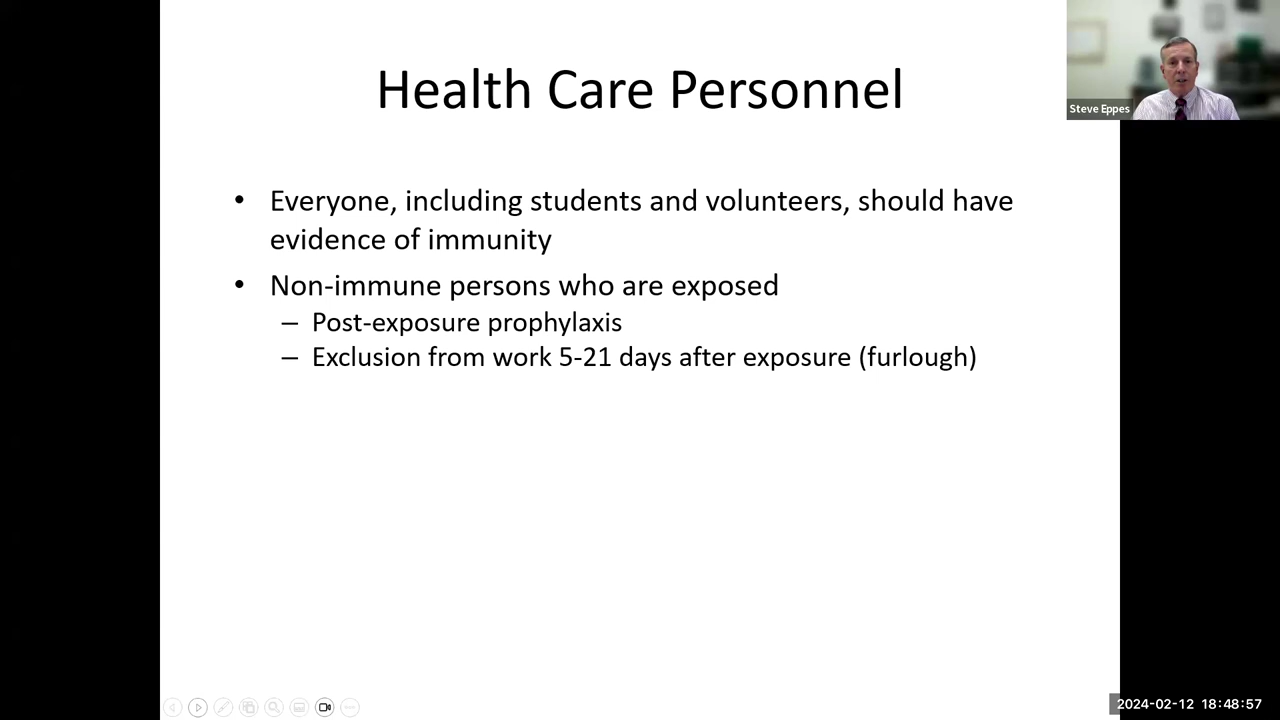 Health Care Personnel
Steve Eppes
• Everyone, including students and volunteers, should have
evidence of immunity
• Non-immune persons who are exposed
– Post-exposure prophylaxis
– Exclusion from work 5-21 days after exposure (furlough)
2024-02-12 18:48:57